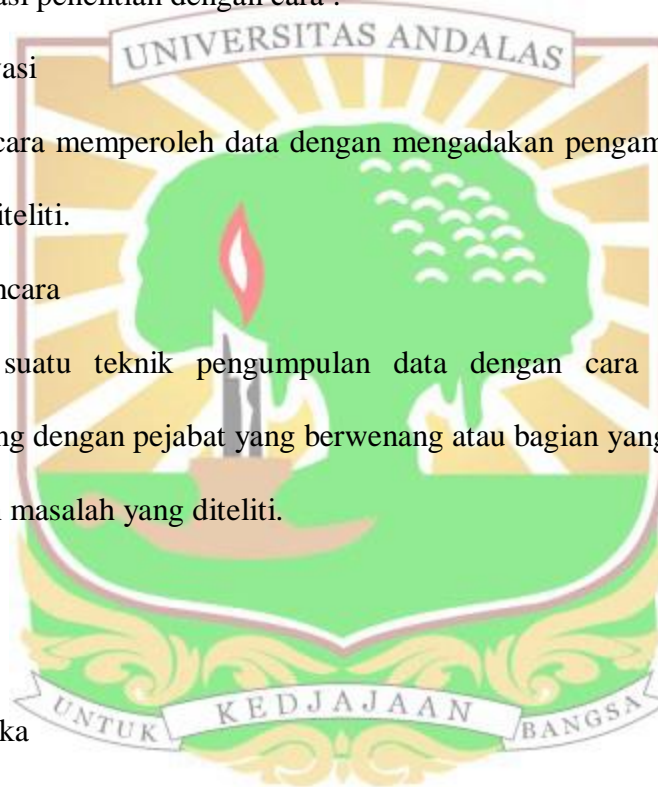 asi penelitian dengan cara :
UNIVERSITAS ANDALAS
vasi
cara memperoleh data dengan mengadakan pengam
iteliti.
ncara
suatu teknik pengumpulan data dengan cara
ng dengan pejabat yang berwenang atau bagian yang
masalah yang diteliti.
UNTUK KEDJAJAAN BANGSA
ka